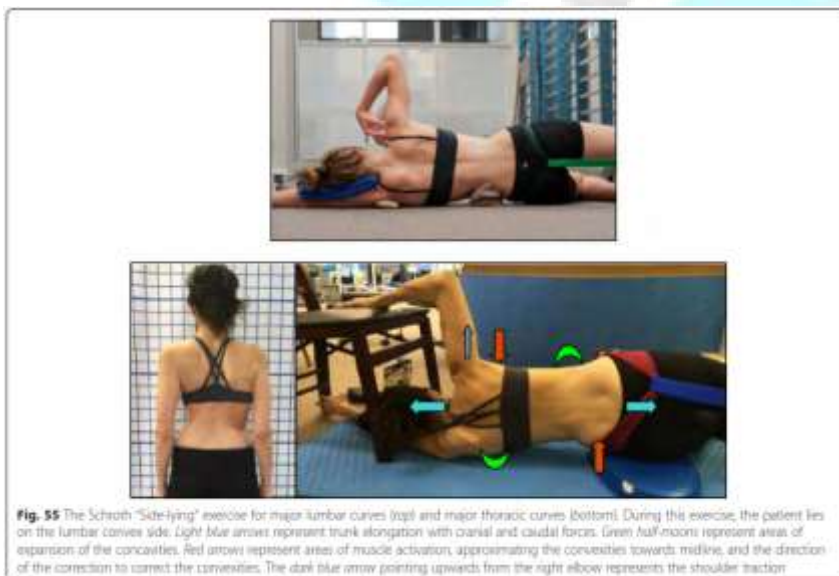 Fig. 55 The Schroth "Side-lying" exercise for major lumbar curves (top) and major thoracic curves (bottom). During this exercise, the patient lies
on the lumbar convex side. Light blue arrows represent trunk elongation with cranial and caudal forces. Green half-moons represent areas of
expansion of the concavities. Red arrows represent areas of muscle activation, approximating the convexities towards midline, and the direction
of the correction to correct the convexities. The dark blue arrow pointing upwards from the right elbow represents the shoulder traction